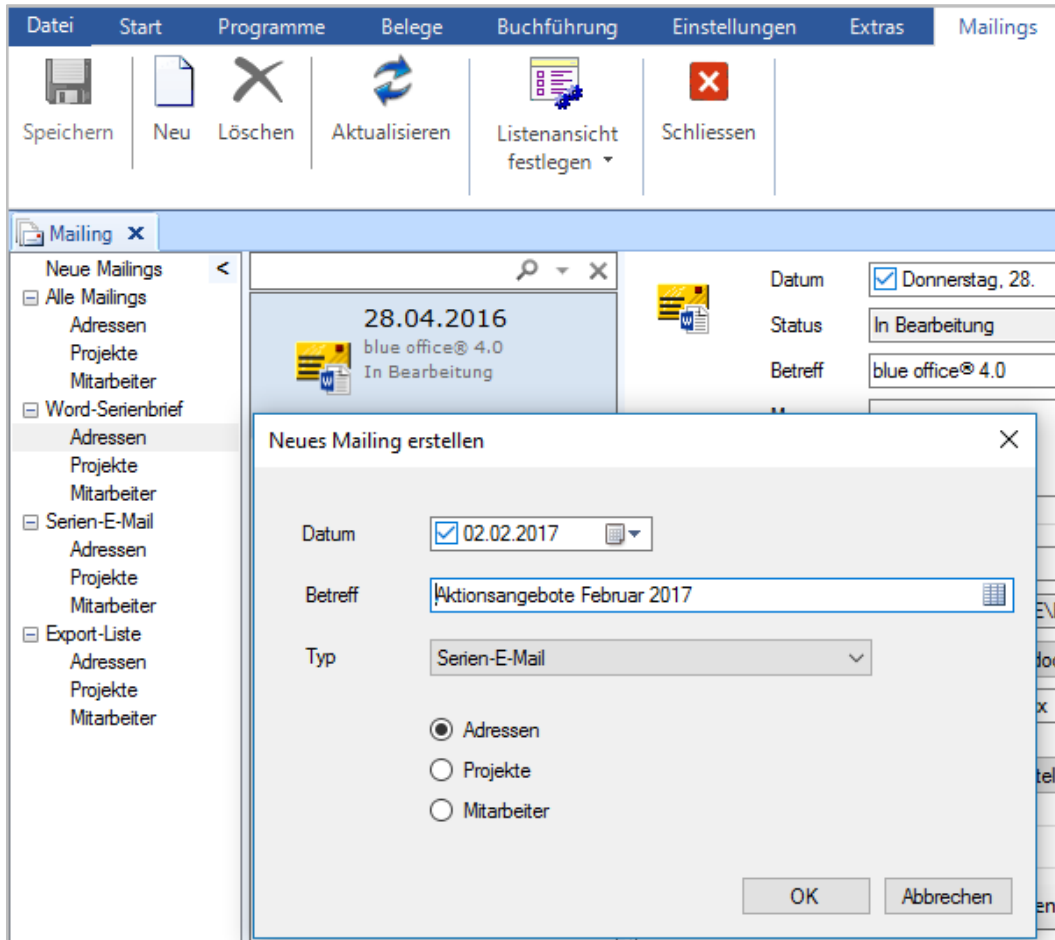 Datei Start Programme Belege Buchführung Einstellungen Extras Mailings
Speichern Neu Löschen Aktualisieren Listenansicht festlegen Schliessen
Mailing
Neue Mailings <
Alle Mailings
Adressen
Projekte
Mitarbeiter
Word-Serienbrief
Adressen
Projekte
Mitarbeiter
Serien-E-Mail
Adressen
Projekte
Mitarbeiter
Export-Liste
Adressen
Projekte
Mitarbeiter
28.04.2016
blue office® 4.0
In Bearbeitung
Datum Donnerstag, 28.
Status In Bearbeitung
Betreff blue office® 4.0
Neues Mailing erstellen
Datum 02.02.2017
Betreff Aktionsangebote Februar 2017
Typ Serien-E-Mail
Adressen
Projekte
Mitarbeiter
OK Abbrechen